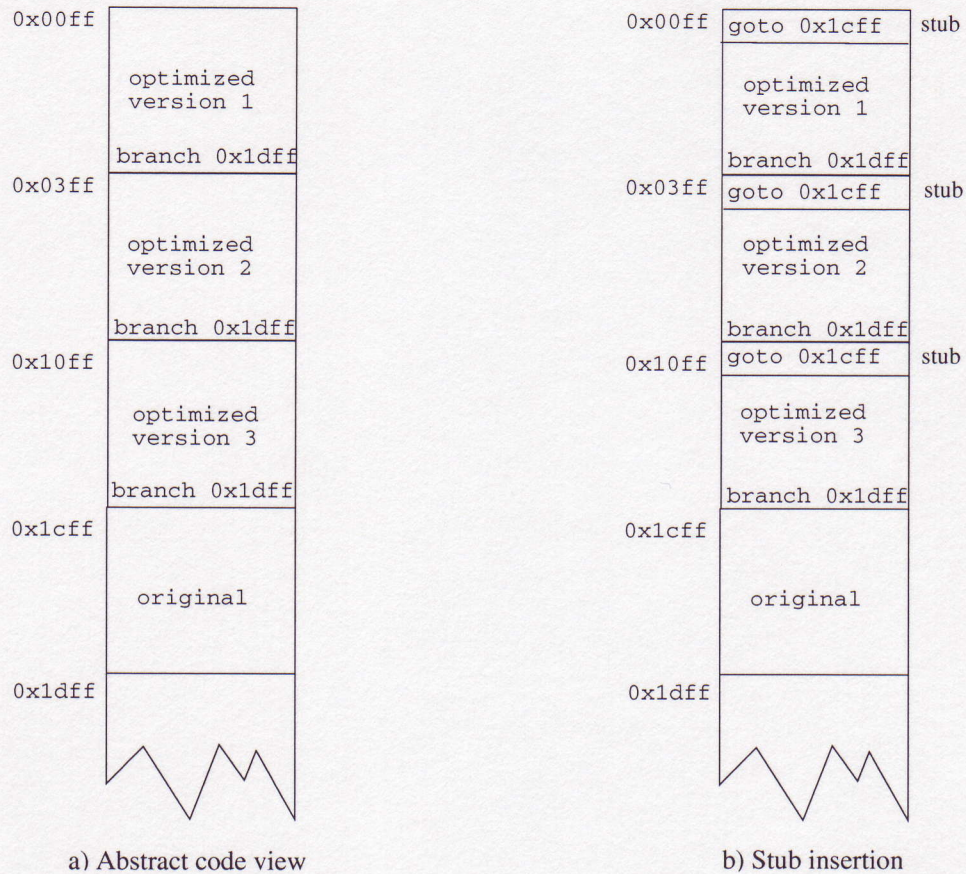 0x00ff
optimized
version 1
branch 0x1dff
0x03ff
optimized
version 2
branch 0x1dff
0x10ff
optimized
version 3
branch 0x1dff
0x1cff
original
0x1dff
a) Abstract code view
0x00ff
goto 0x1cff
stub
optimized
version 1
branch 0x1dff
0x03ff
goto 0x1cff
stub
optimized
version 2
branch 0x1dff
0x10ff
goto 0x1cff
stub
optimized
version 3
branch 0x1dff
0x1cff
original
0x1dff
b) Stub insertion